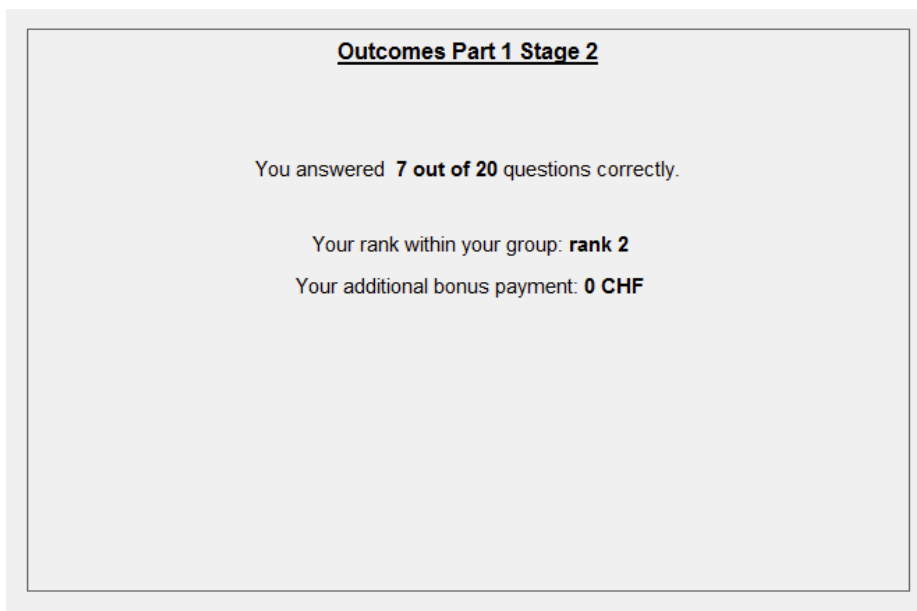 Outcomes Part 1 Stage 2
You answered 7 out of 20 questions correctly.
Your rank within your group: rank 2
Your additional bonus payment: 0 CHF